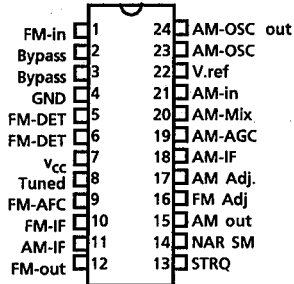 FM-in 1 24 AM-OSC out
Bypass 2 23 AM-OSC
Bypass 3 22 V.ref
GND 4 21 AM-in
FM-DET 5 20 AM-Mix
FM-DET 6 19 AM-AGC
VCC 7 18 AM-IF
Tuned 8 17 AM Adj.
FM-AFC 9 16 FM Adj
FM-IF 10 15 AM out
AM-IF 11 14 NAR SM
FM-out 12 13 STRQ